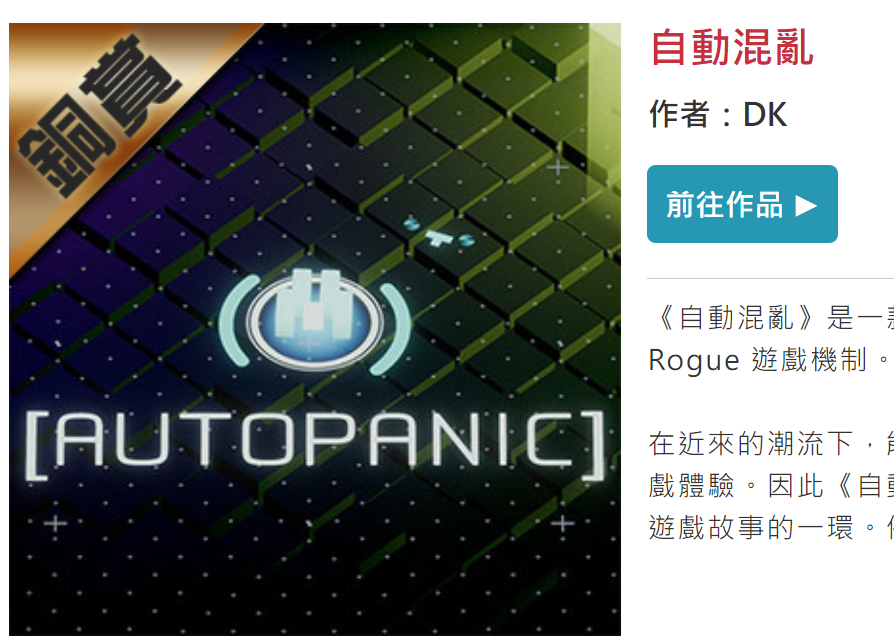 銅賞
[AUTOPANIC]
自動混亂
作者：DK
前往作品 ▶
《自動混亂》是一
Rogue 遊戲機制。
在近來的潮流下，
戲體驗。因此《自
遊戲故事的一環。